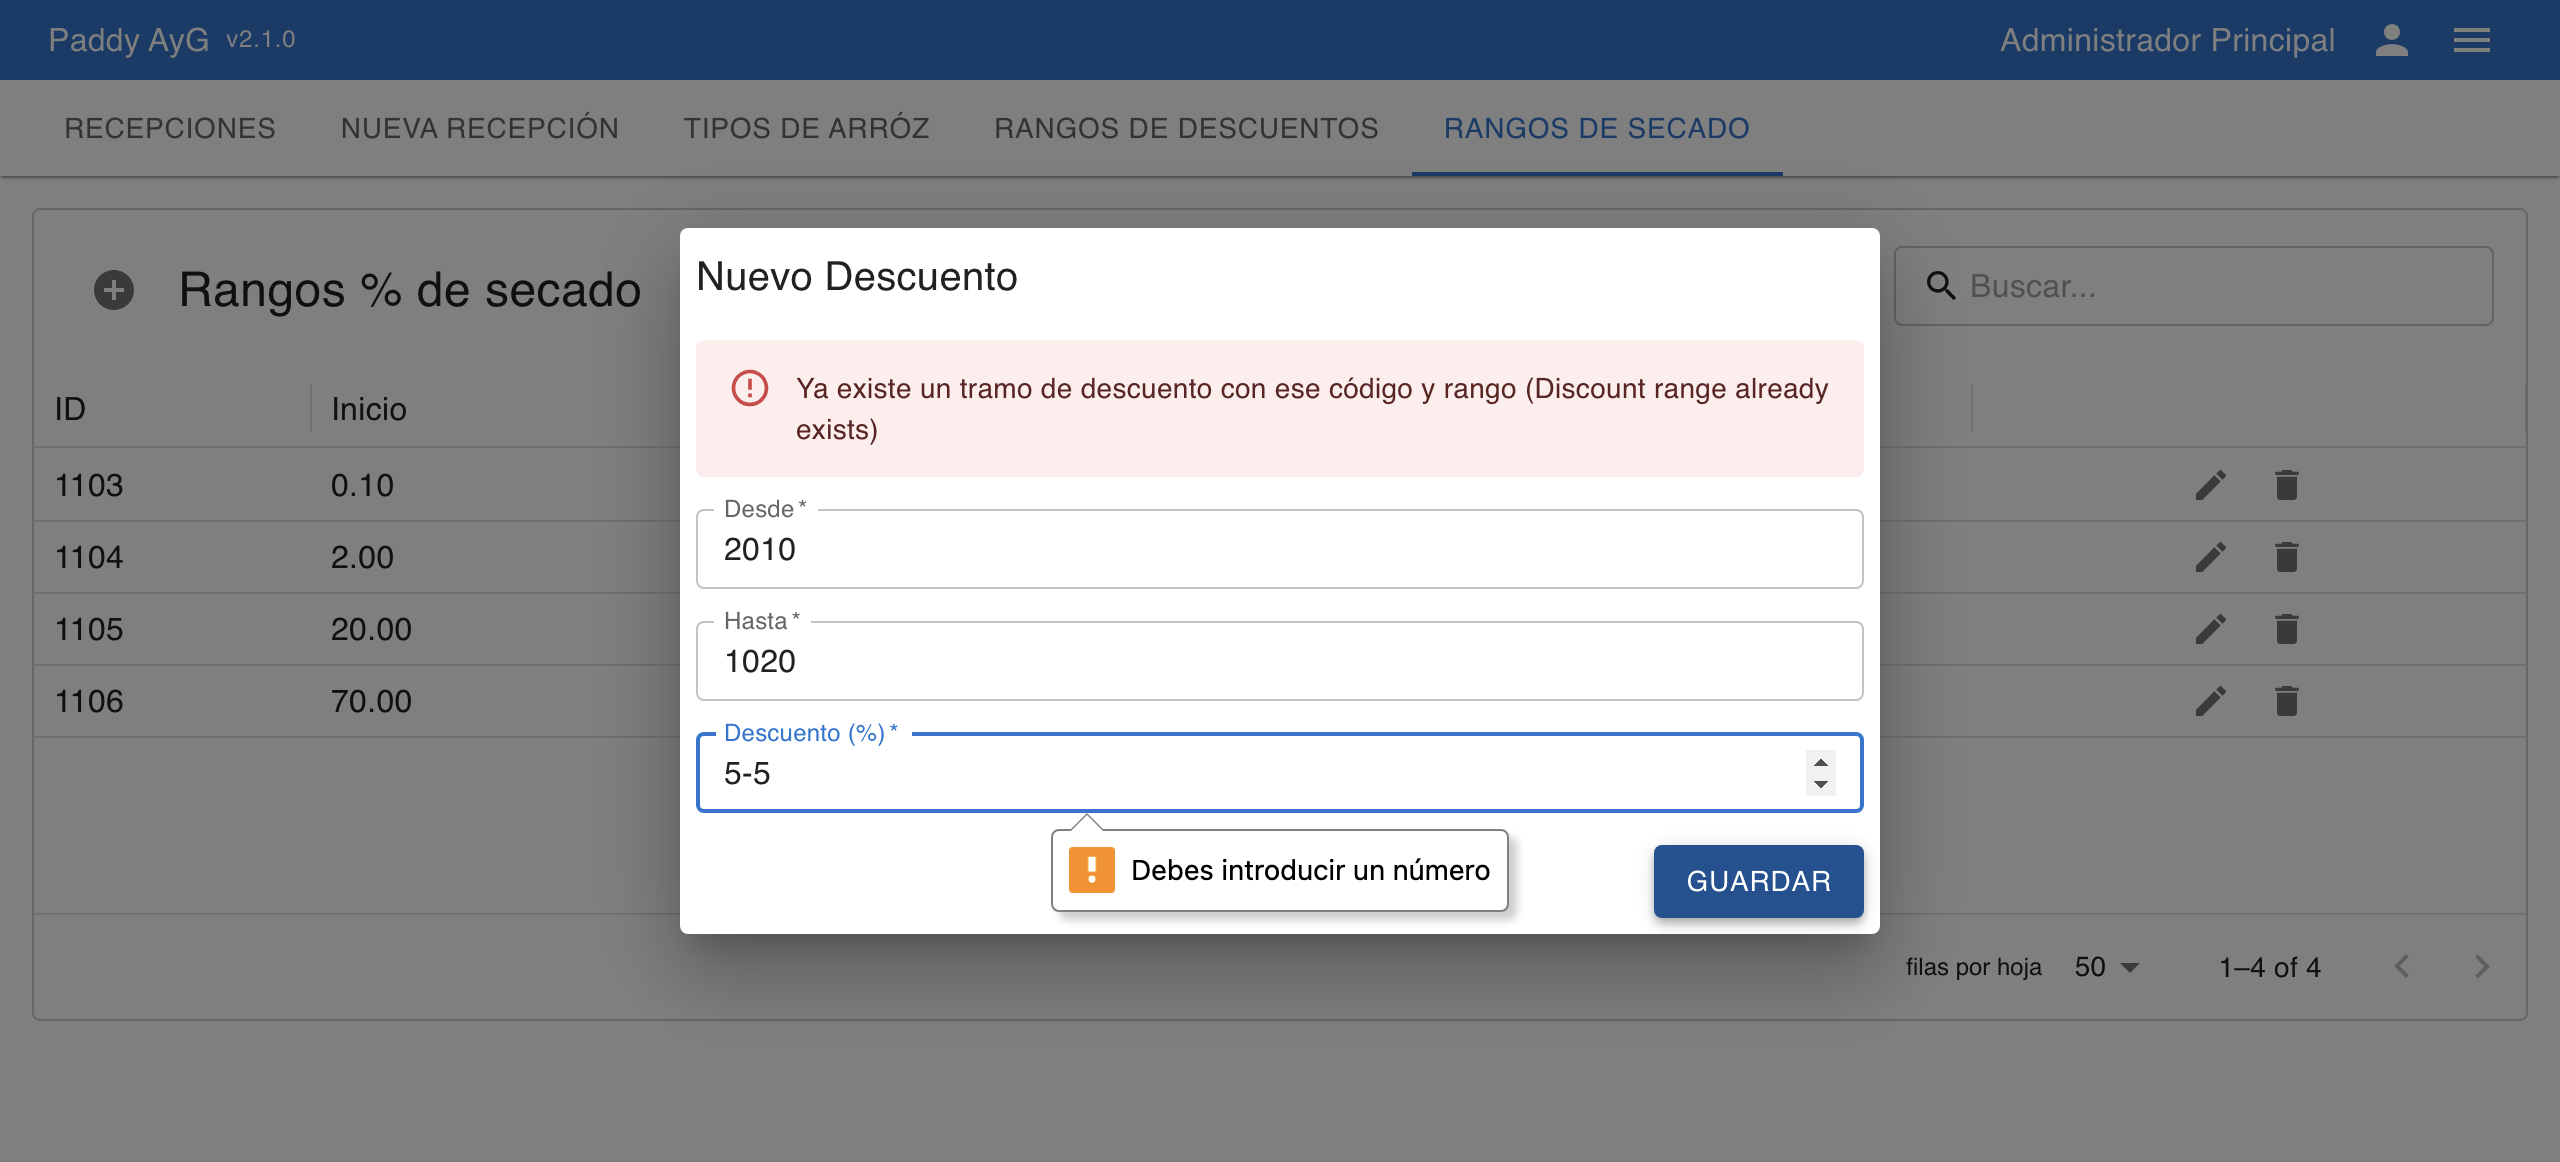 Paddy AyG v2.1.0
Administrador Principal
RECEPCIONES NUEVA RECEPCIÓN TIPOS DE ARRÓZ RANGOS DE DESCUENTOS RANGOS DE SECADO
Rangos % de secado
Buscar...
ID Inicio
1103 0.10
1104 2.00
1105 20.00
1106 70.00
Nuevo Descuento
Ya existe un tramo de descuento con ese código y rango (Discount range already
exists)
Desde *
2010
Hasta *
1020
Descuento (%) *
5-5
Debes introducir un número
GUARDAR
filas por hoja 50 1–4 of 4